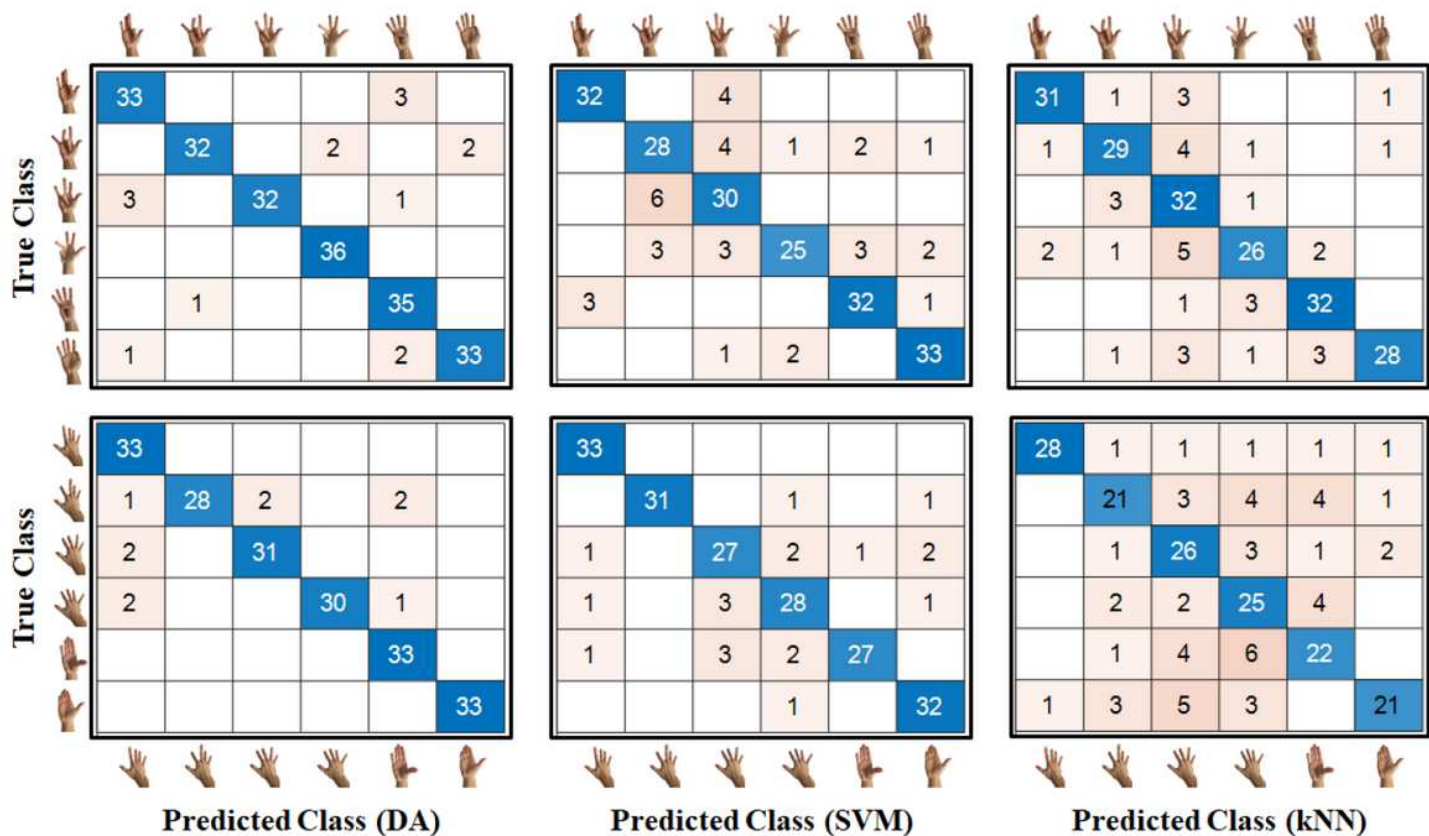 True Class
33 3
32 2 2
3 32 1
36
1 35
1 2 33
32 4
28 4 1 2 1
6 30
3 3 25 3 2
3 32 1
1 2 33
31 1 3 1
1 29 4 1 1
3 32 1
2 1 5 26 2
1 3 32
1 3 1 3 28
True Class
33
1 28 2 2
2 31
2 30 1
33
33
33
31 1 1
1 27 2 1 2
1 3 28 1
1 3 2 27
1 32
28 1 1 1 1 1
21 3 4 4 1
1 26 3 1 2
2 2 25 4
1 4 6 22
1 3 5 3 21
Predicted Class (DA)
Predicted Class (SVM)
Predicted Class (kNN)